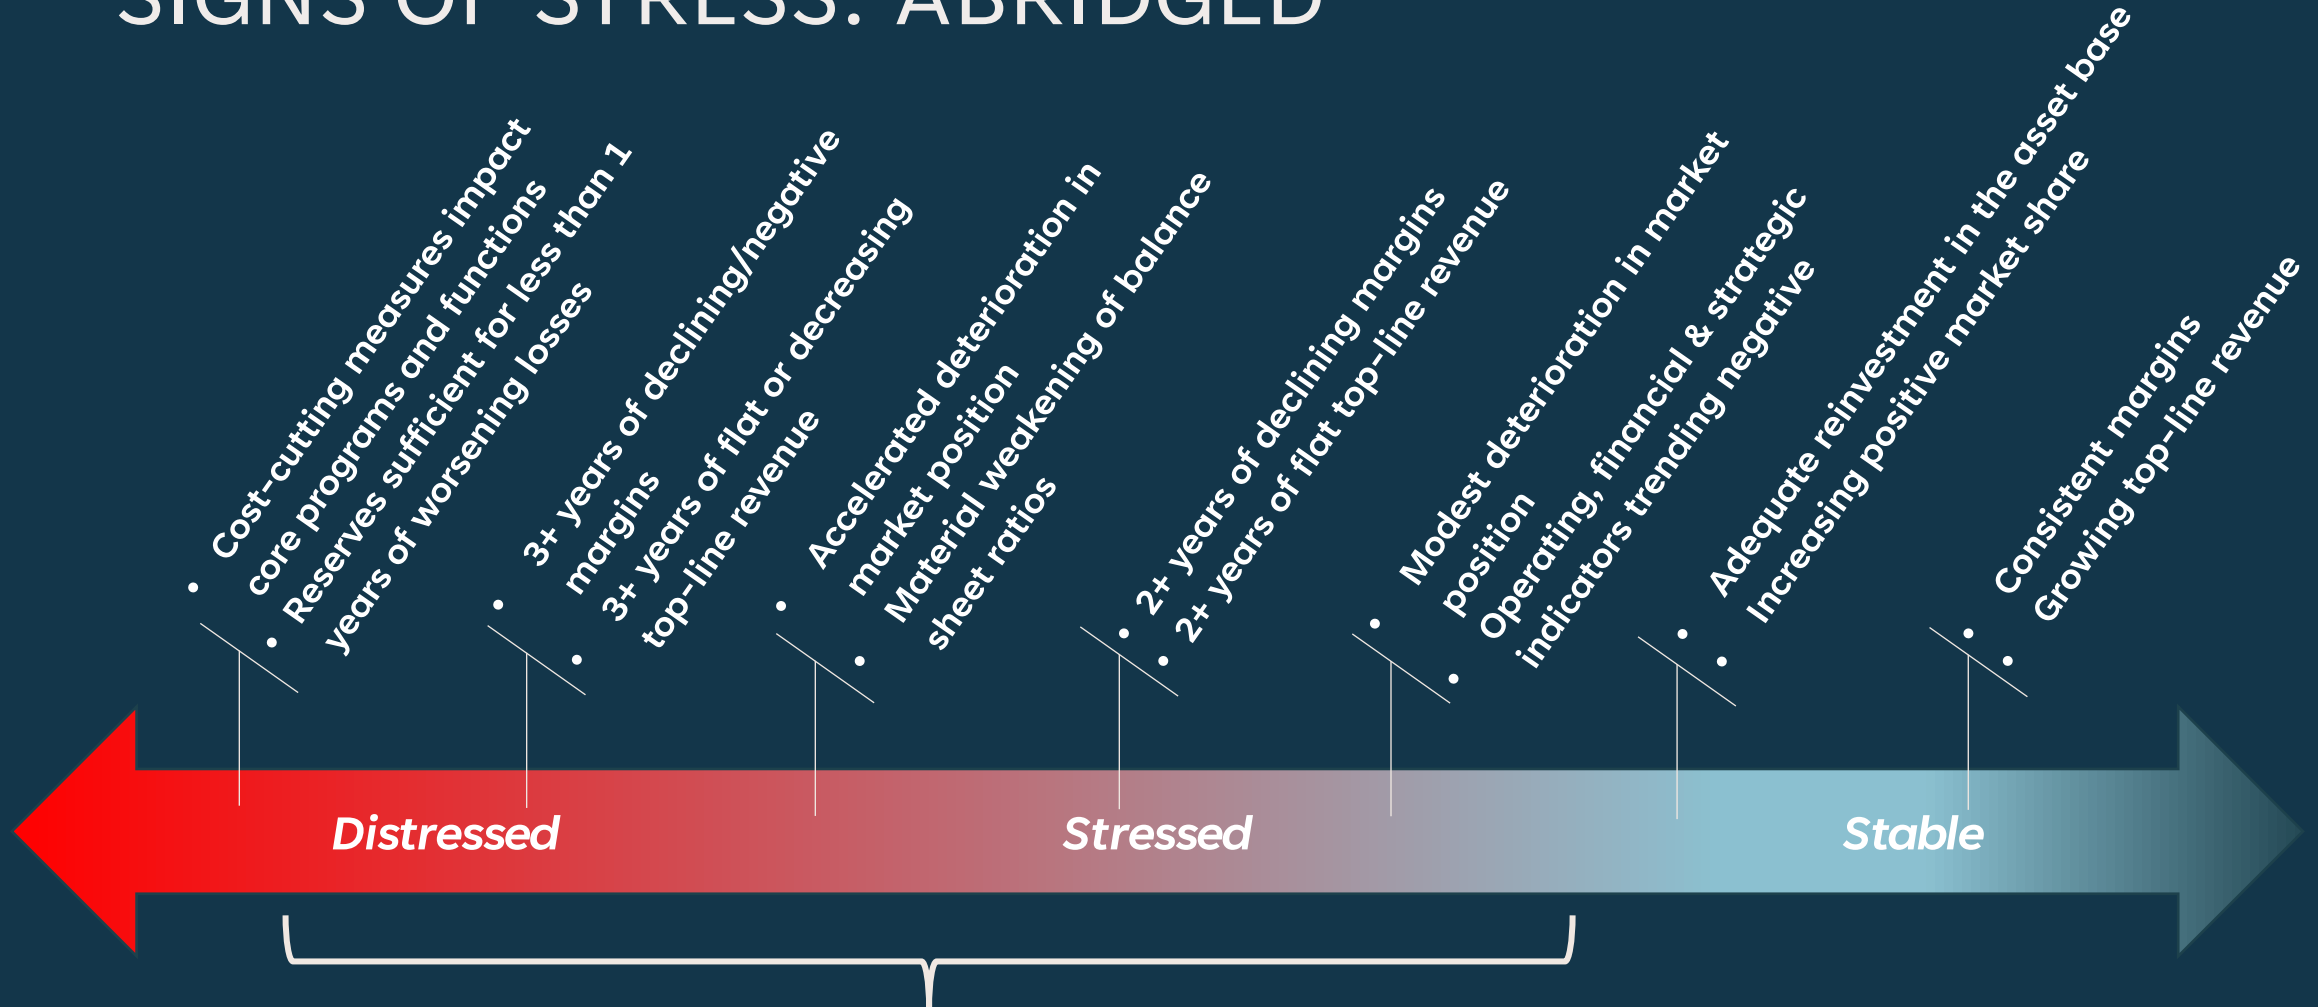 SIGNS OF STRESS: ABRIDGED
• Cost-cutting measures impact
core programs and functions
• Reserves sufficient for less than 1
years of worsening losses
• 3+ years of declining/negative
margins
• 3+ years of flat or decreasing
top-line revenue
• Accelerated deterioration in
market position
• Material weakening of balance
sheet ratios
• 2+ years of declining margins
• 2+ years of flat top-line revenue
• Modest deterioration in market
position
• Operating, financial & strategic
indicators trending negative
• Adequate reinvestment in the asset base
• Increasing positive market share
• Consistent margins
• Growing top-line revenue
Distressed
Stressed
Stable